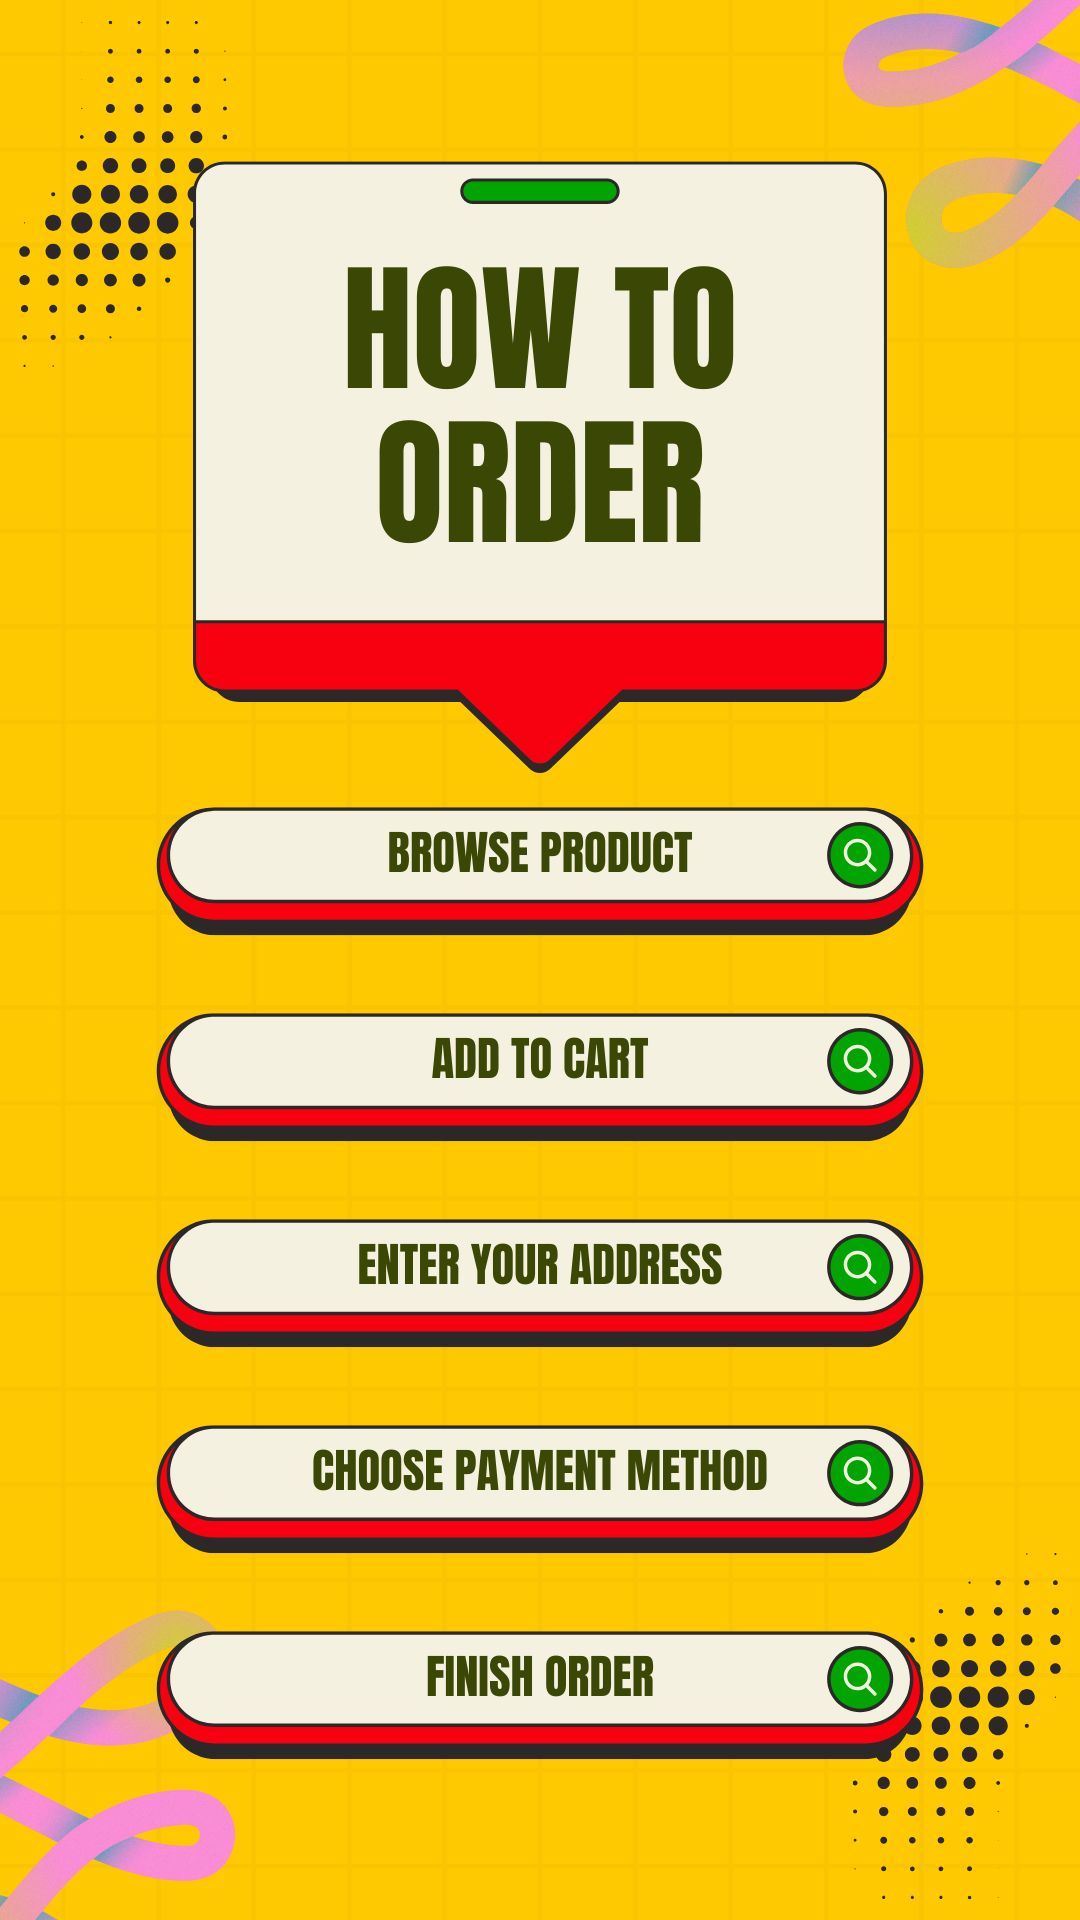 HOW TO
ORDER
BROWSE PRODUCT
ADD TO CART
ENTER YOUR ADDRESS
CHOOSE PAYMENT METHOD
FINISH ORDER